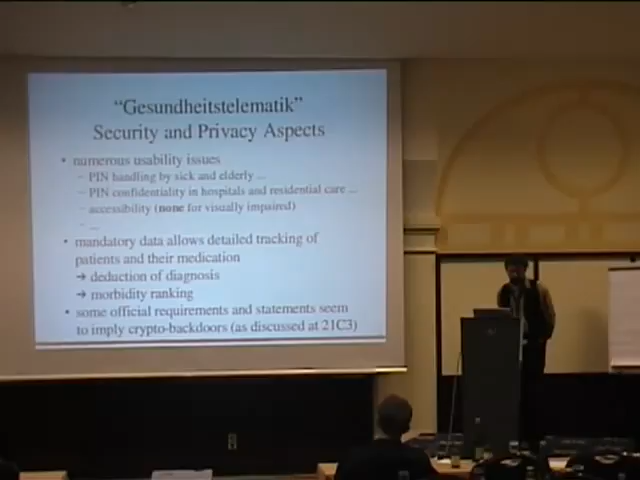 "Gesundheitstelematik"
Security and Privacy Aspects
• numerous usability issues
– PIN handling by sick and elderly ...
– PIN confidentiality in hospitals and residential care ...
– accessibility (none for visually impaired)
– ...
• mandatory data allows detailed tracking of
patients and their medication
→ deduction of diagnosis
→ morbidity ranking
• some official requirements and statements seem
to imply crypto-backdoors (as discussed at 21C3)